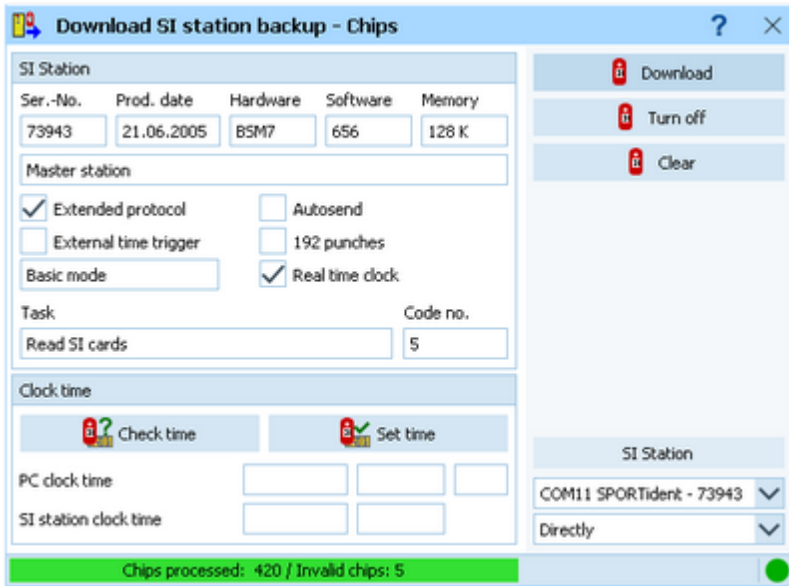 Download SI station backup - Chips ?
SI Station
Ser.-No. Prod. date Hardware Software Memory
73943 21.06.2005 BSM7 656 128 K
Master station
Extended protocol Autosend
External time trigger 192 punches
Basic mode Real time clock
Task Code no.
Read SI cards 5
Clock time
Check time Set time
PC clock time
SI station clock time
Download
Turn off
Clear
SI Station
COM11 SPORTident - 73943
Directly
Chips processed: 420 / Invalid chips: 5